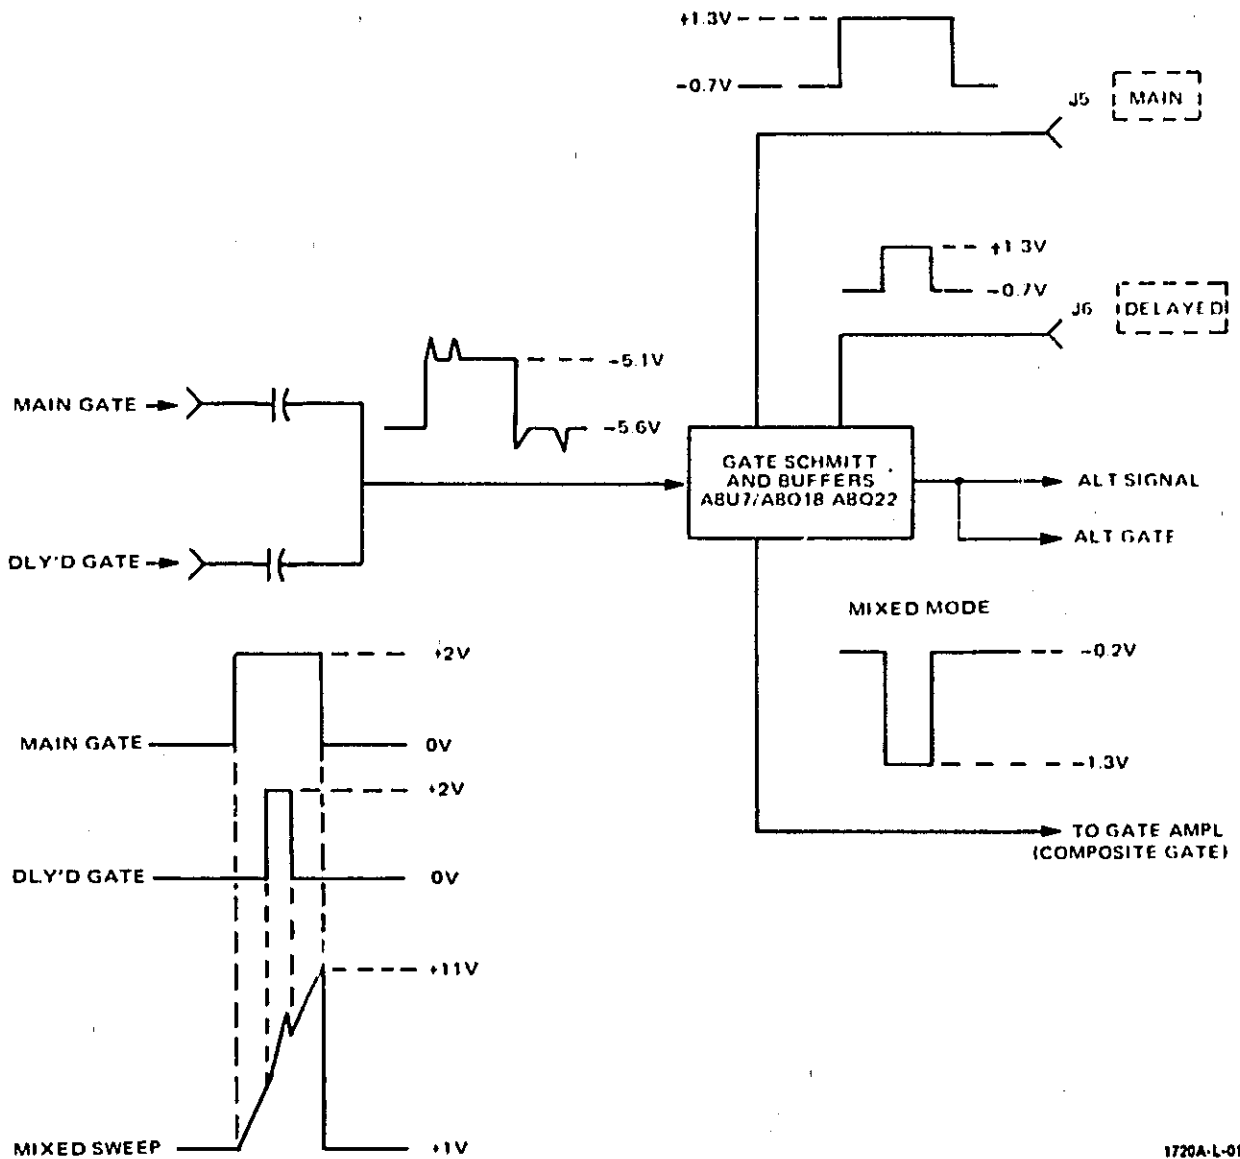 +1.3V
-0.7V
J5 MAIN
+1.3V
-0.7V
J6 DELAYED
-5.1V
MAIN GATE
-5.6V
GATE SCHMITT
AND BUFFERS
A8U7/A8Q18 A8Q22
ALT SIGNAL
ALT GATE
DLY'D GATE
MIXED MODE
-0.2V
-1.3V
TO GATE AMPL
(COMPOSITE GATE)
+2V
MAIN GATE
0V
+2V
DLY'D GATE
0V
+11V
MIXED SWEEP
+1V
1720A-L-01